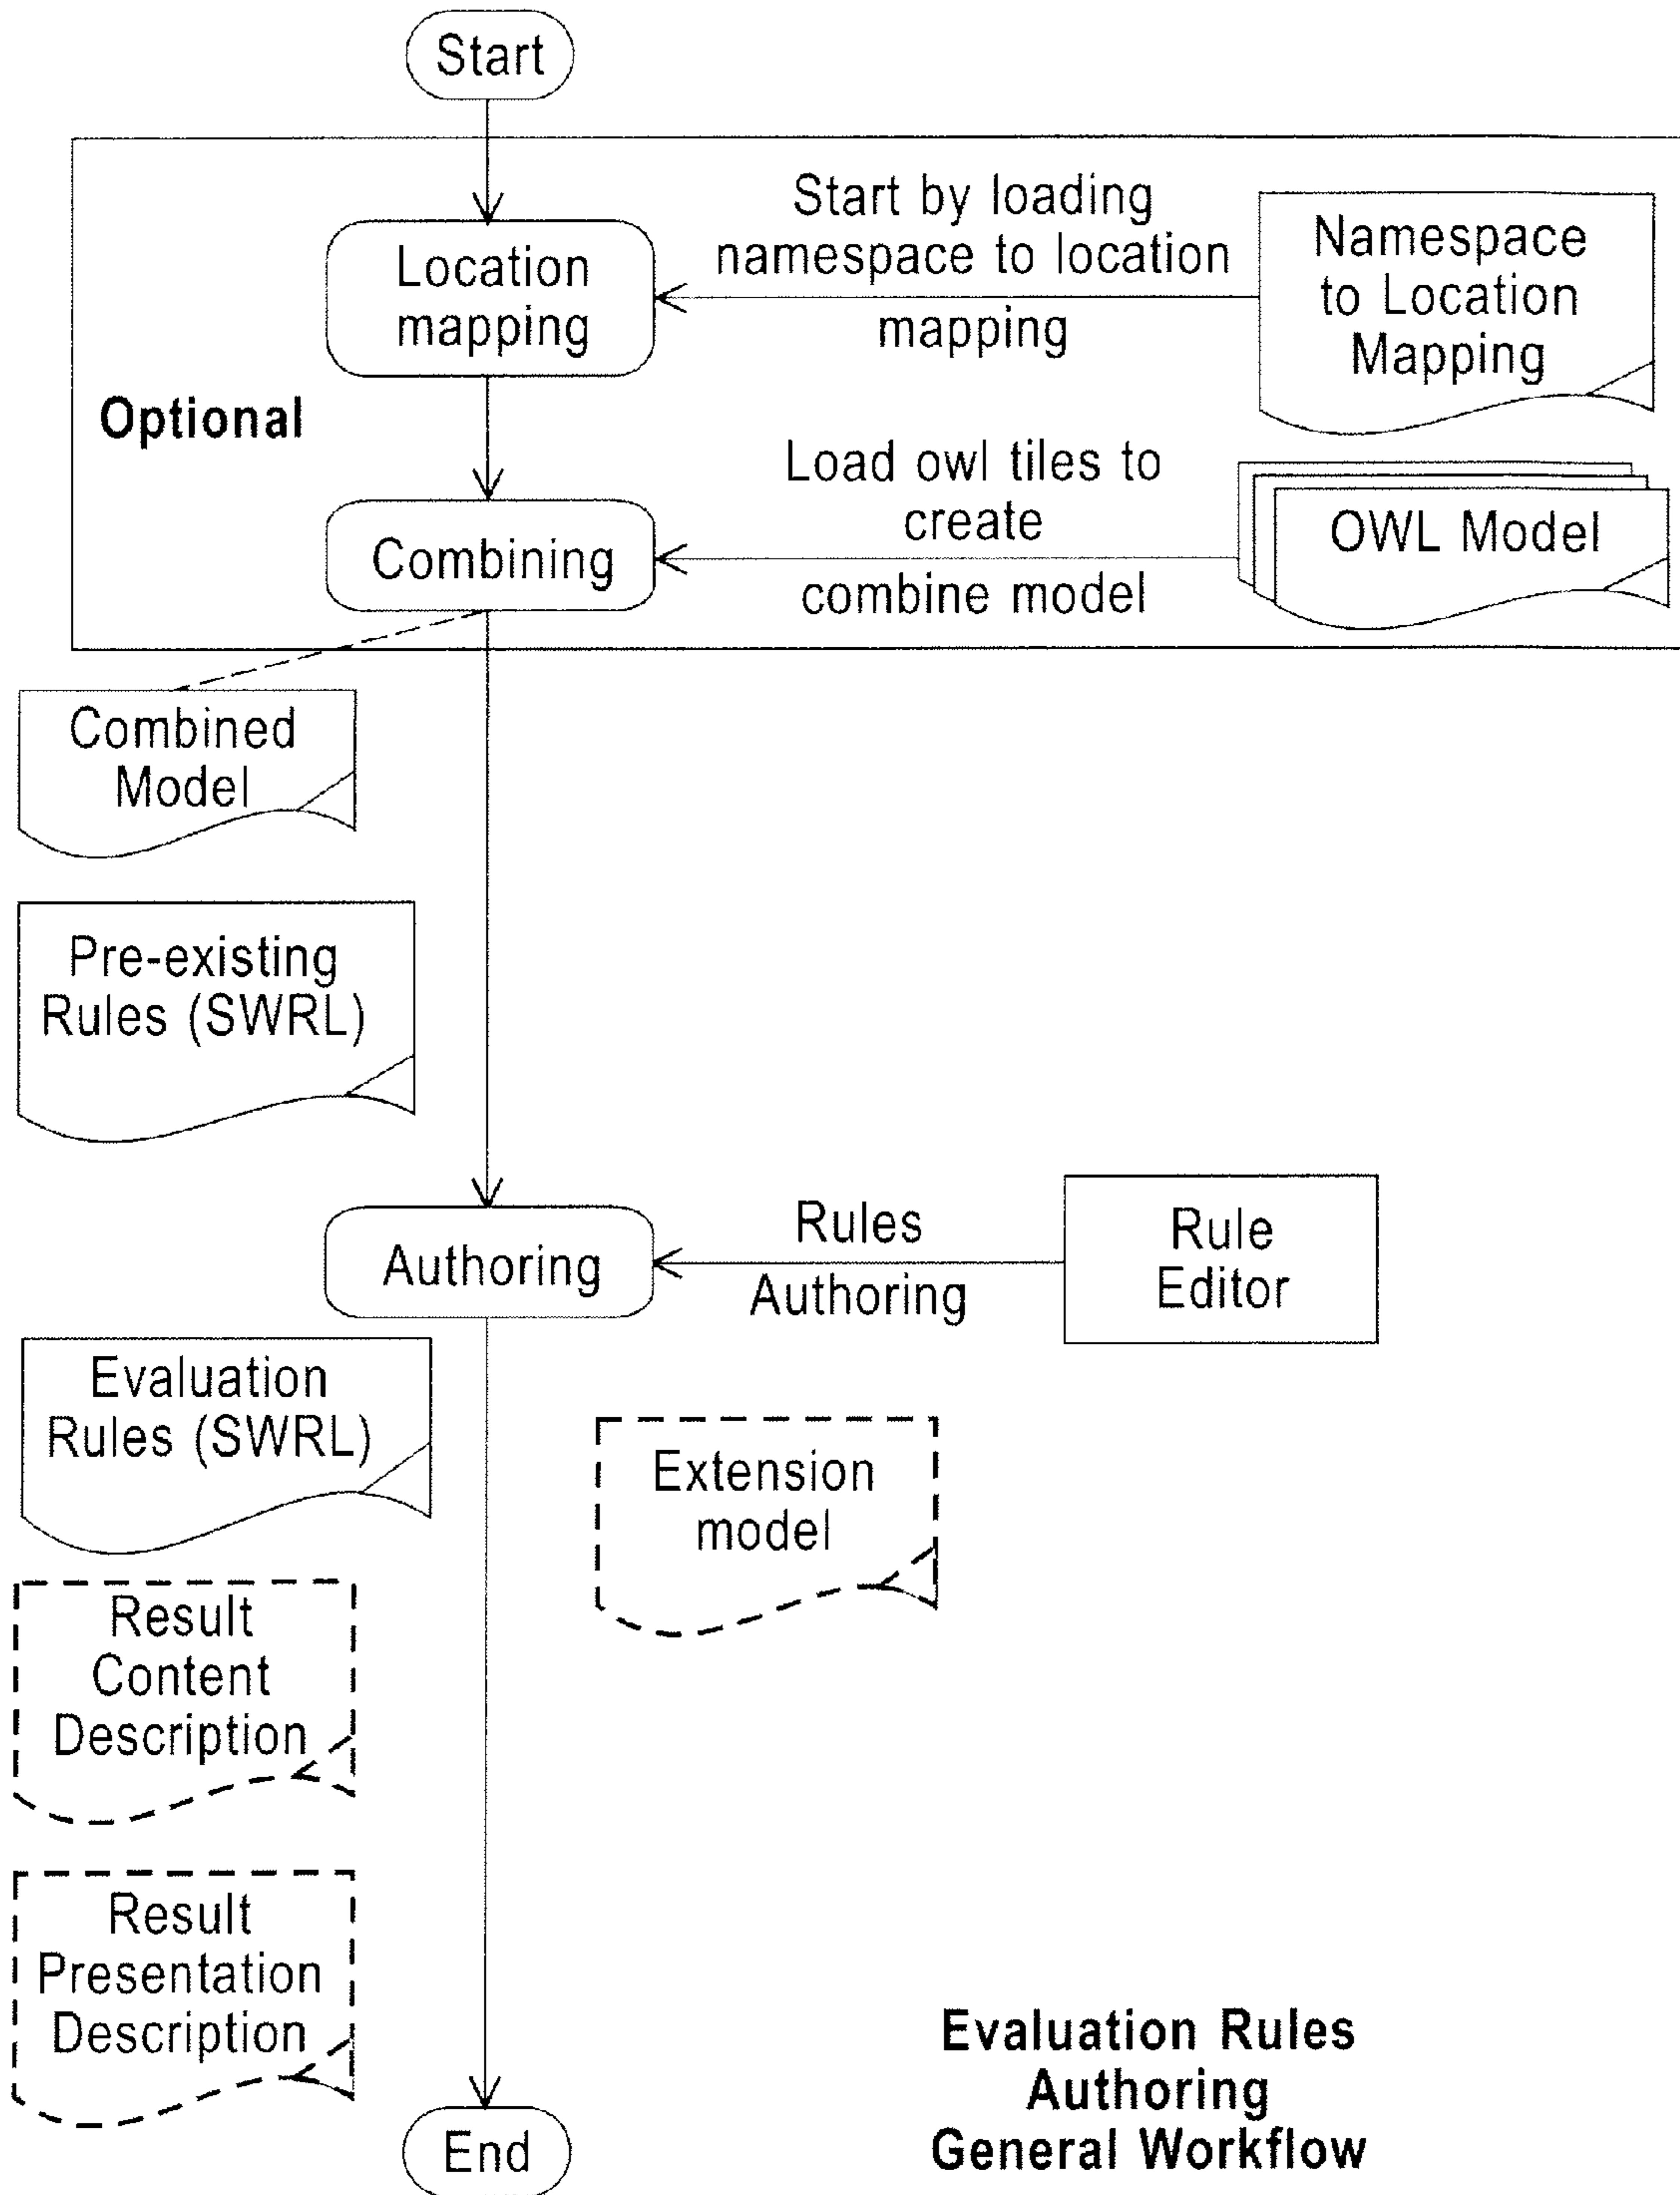 Start
Start by loading
namespace to location
mapping
Namespace
to Location
Mapping
Location
mapping
Optional
Load owl tiles to
create
combine model
OWL Model
Combining
Combined
Model
Pre-existing
Rules (SWRL)
Authoring
Rules
Authoring
Rule
Editor
Evaluation
Rules (SWRL)
Extension
model
Result
Content
Description
Result
Presentation
Description
End
Evaluation Rules
Authoring
General Workflow